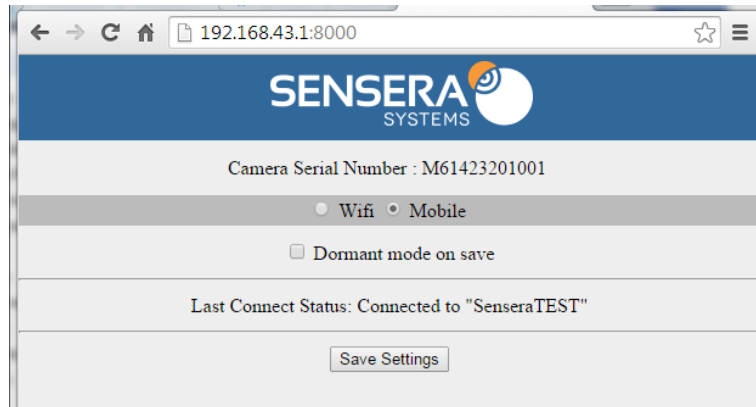 192.168.43.1:8000
SENSERA
SYSTEMS
Camera Serial Number : M61423201001
Wifi Mobile
Dormant mode on save
Last Connect Status: Connected to "SenseraTEST"
Save Settings